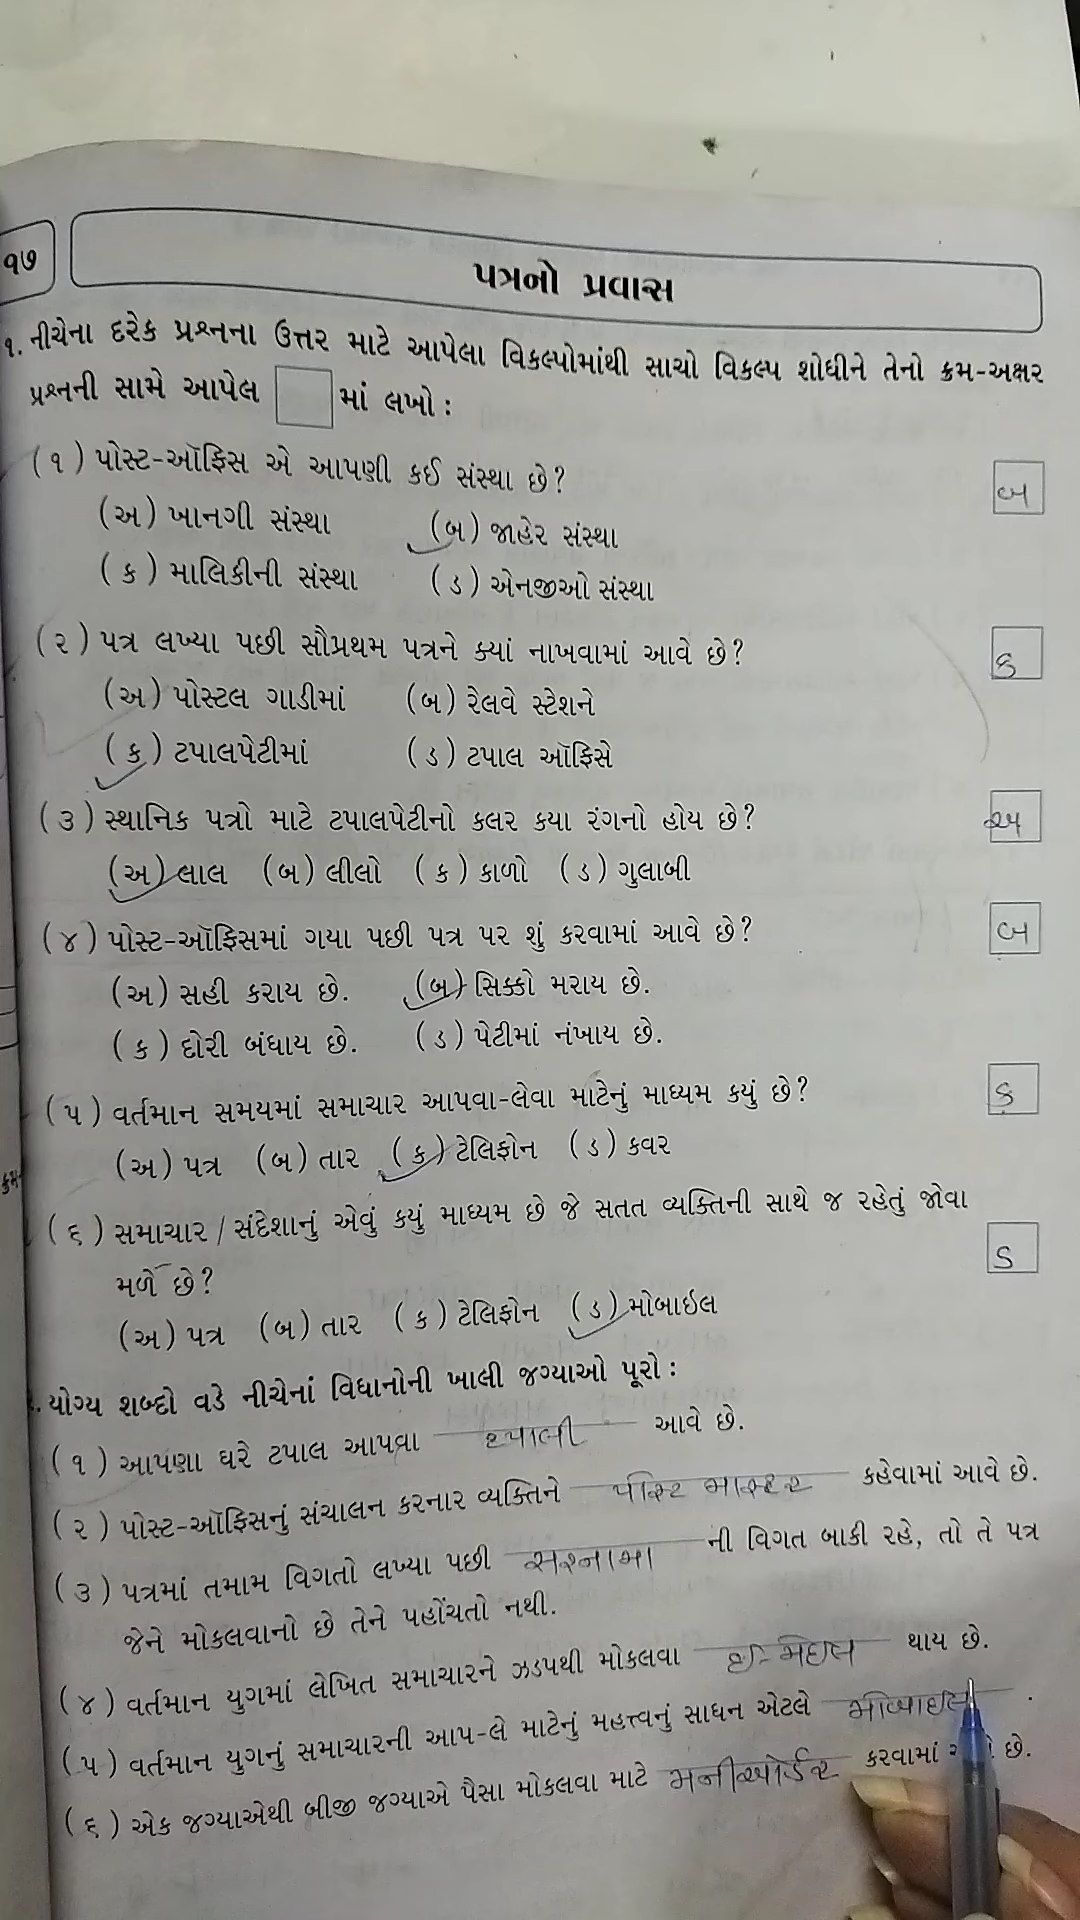 ૧૭
પત્રનો પ્રવાસ
૧. નીચેના દરેક પ્રશ્નના ઉત્તર માટે આપેલા વિકલ્પોમાંથી સાચો વિકલ્પ શોધીને તેનો ક્રમ-અક્ષર
પ્રશ્નની સામે આપેલ માં લખો :
(૧) પોસ્ટ-ઑફિસ એ આપણી કઈ સંસ્થા છે? બ
(અ) ખાનગી સંસ્થા (બ) જાહેર સંસ્થા
(ક) માલિકીની સંસ્થા (ડ) એનજીઓ સંસ્થા
(૨) પત્ર લખ્યા પછી સૌપ્રથમ પત્રને ક્યાં નાખવામાં આવે છે? ક
(અ) પોસ્ટલ ગાડીમાં (બ) રેલવે સ્ટેશને
(ક) ટપાલપેટીમાં (ડ) ટપાલ ઑફિસે
(૩) સ્થાનિક પત્રો માટે ટપાલપેટીનો કલર કયા રંગનો હોય છે? અ
(અ) લાલ (બ) લીલો (ક) કાળો (ડ) ગુલાબી
(૪) પોસ્ટ-ઑફિસમાં ગયા પછી પત્ર પર શું કરવામાં આવે છે? બ
(અ) સહી કરાય છે. (બ) સિક્કો મરાય છે.
(ક) દોરી બંધાય છે. (ડ) પેટીમાં નંખાય છે.
(૫) વર્તમાન સમયમાં સમાચાર આપવા-લેવા માટેનું માધ્યમ કયું છે? ક
(અ) પત્ર (બ) તાર (ક) ટેલિફોન (ડ) કવર
(૬) સમાચાર / સંદેશાનું એવું કયું માધ્યમ છે જે સતત વ્યક્તિની સાથે જ રહેતું જોવા
મળે છે? ડ
(અ) પત્ર (બ) તાર (ક) ટેલિફોન (ડ) મોબાઇલ
યોગ્ય શબ્દો વડે નીચેનાં વિધાનોની ખાલી જગ્યાઓ પૂરો :
(૧) આપણા ઘરે ટપાલ આપવા આવે છે.
(૨) પોસ્ટ-ઑફિસનું સંચાલન કરનાર વ્યક્તિને પોસ્ટ માસ્ટર કહેવામાં આવે છે.
(૩) પત્રમાં તમામ વિગતો લખ્યા પછી સરનામા ની વિગત બાકી રહે, તો તે પત્ર
જેને મોકલવાનો છે તેને પહોંચતો નથી.
(૪) વર્તમાન યુગમાં લેખિત સમાચારને ઝડપથી મોકલવા ઈ-મેઇલ થાય છે.
(૫) વર્તમાન યુગનું સમાચારની આપ-લે માટેનું મહત્ત્વનું સાધન એટલે મોબાઇલ .
(૬) એક જગ્યાએથી બીજી જગ્યાએ પૈસા મોકલવા માટે મનીઓર્ડર કરવામાં છે.